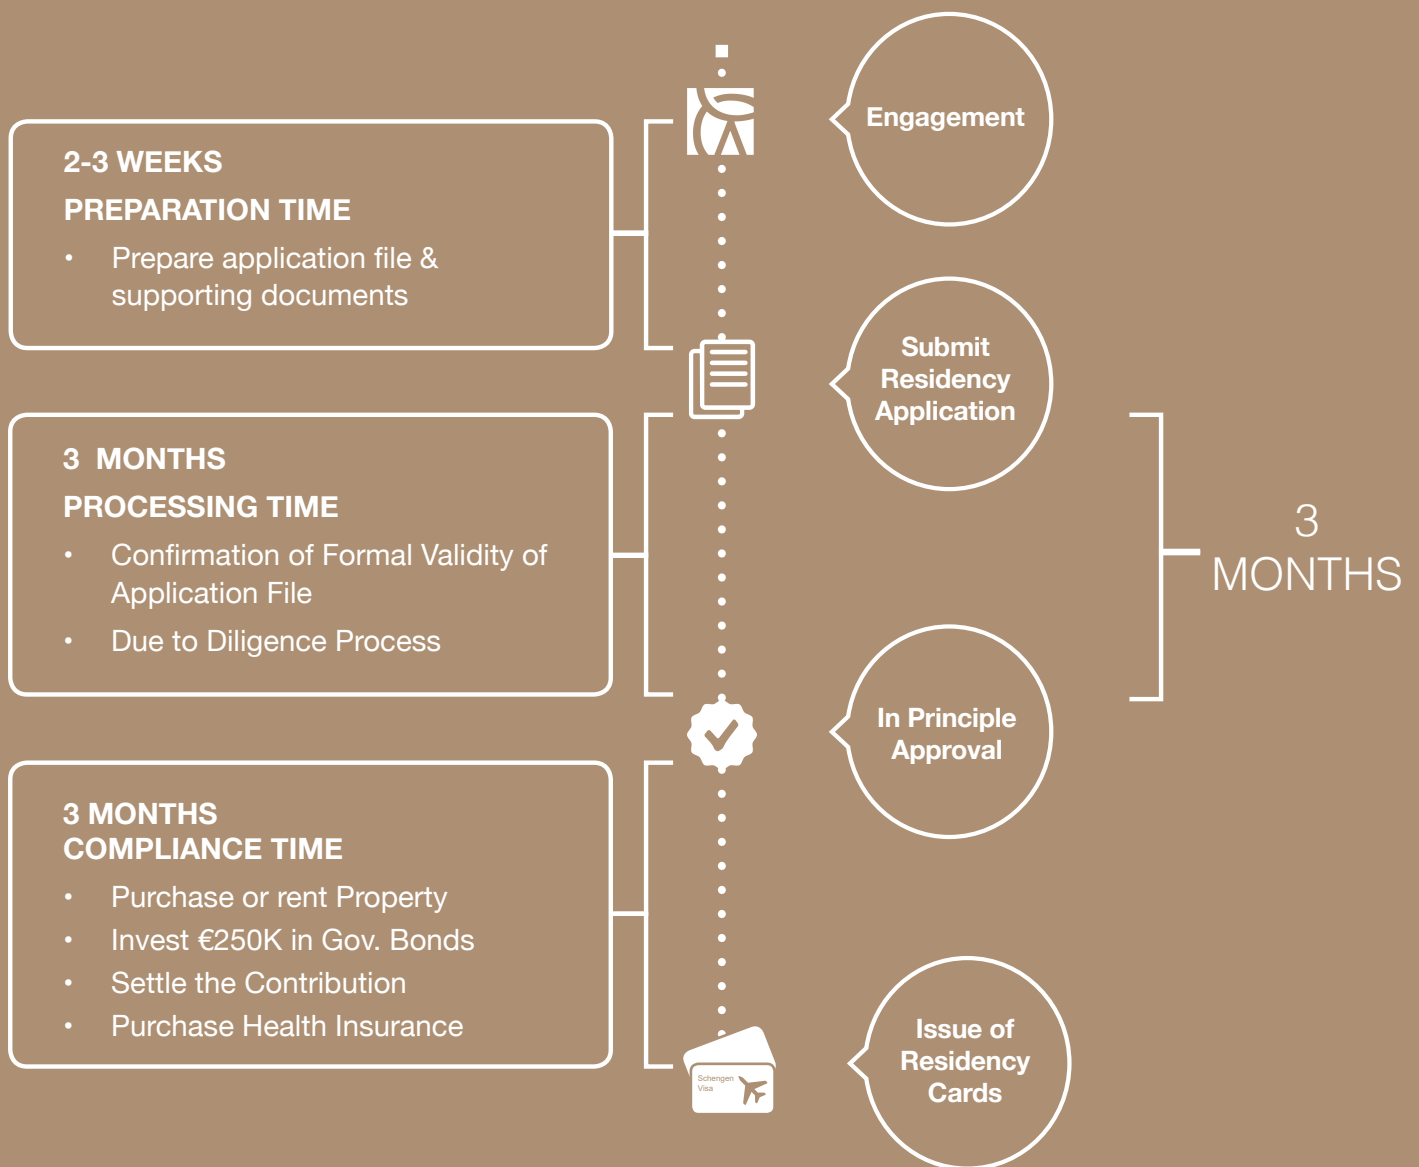 Engagement
2-3 WEEKS
PREPARATION TIME
• Prepare application file &
supporting documents
Submit
Residency
Application
3 MONTHS
PROCESSING TIME
• Confirmation of Formal Validity of
Application File
• Due to Diligence Process
3
MONTHS
In Principle
Approval
3 MONTHS
COMPLIANCE TIME
• Purchase or rent Property
• Invest €250K in Gov. Bonds
• Settle the Contribution
• Purchase Health Insurance
Issue of
Residency
Cards
Schengen
Visa